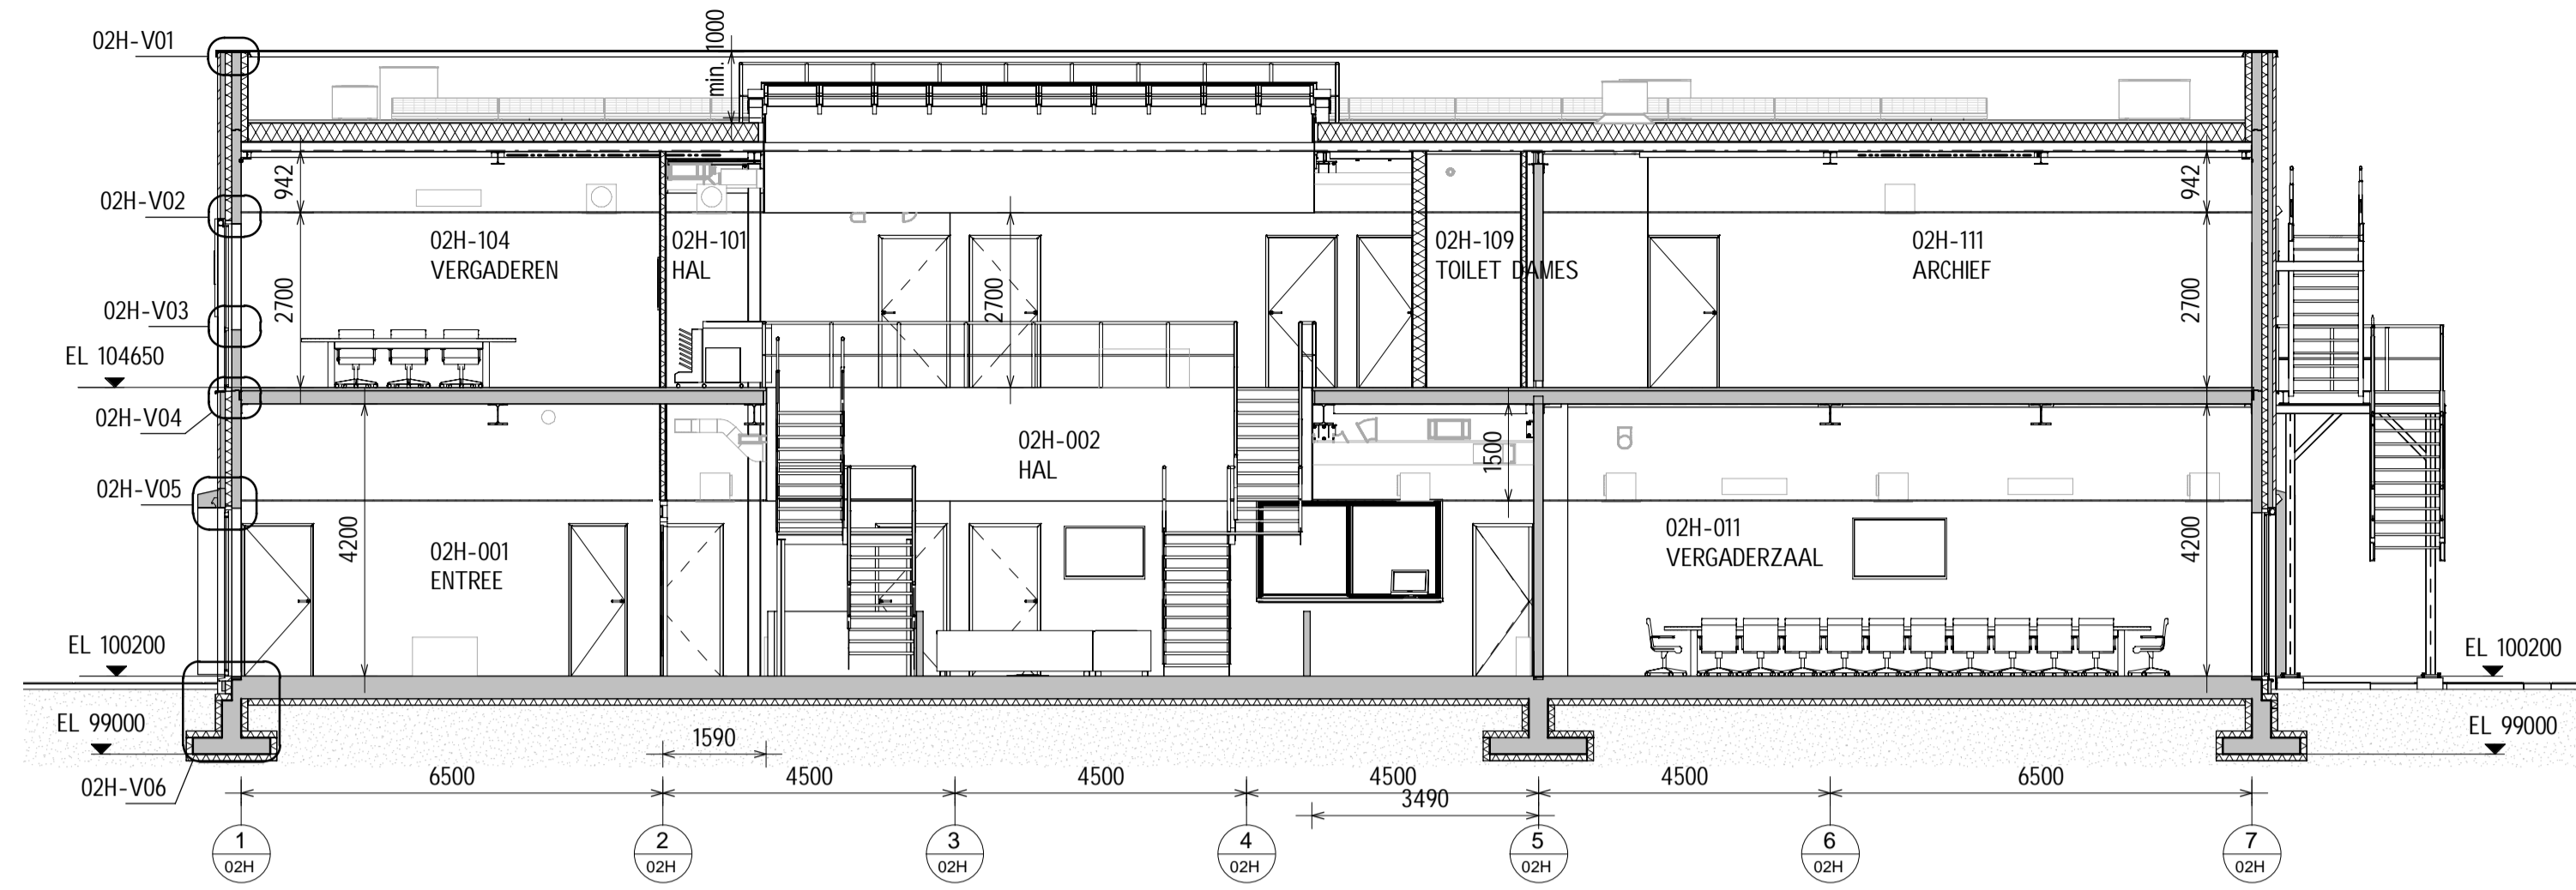 02H-V01
min. 1000
942
942
02H-V02
02H-104
VERGADEREN
02H-101
HAL
02H-109
TOILET DAMES
02H-111
ARCHIEF
2700
2700
2700
02H-V03
EL 104650
02H-V04
02H-002
HAL
1500
02H-V05
4200
02H-001
ENTREE
02H-011
VERGADERZAAL
4200
EL 100200
EL 100200
EL 99000
EL 99000
1590
02H-V06
6500
4500
4500
4500
4500
6500
3490
1
02H
2
02H
3
02H
4
02H
5
02H
6
02H
7
02H